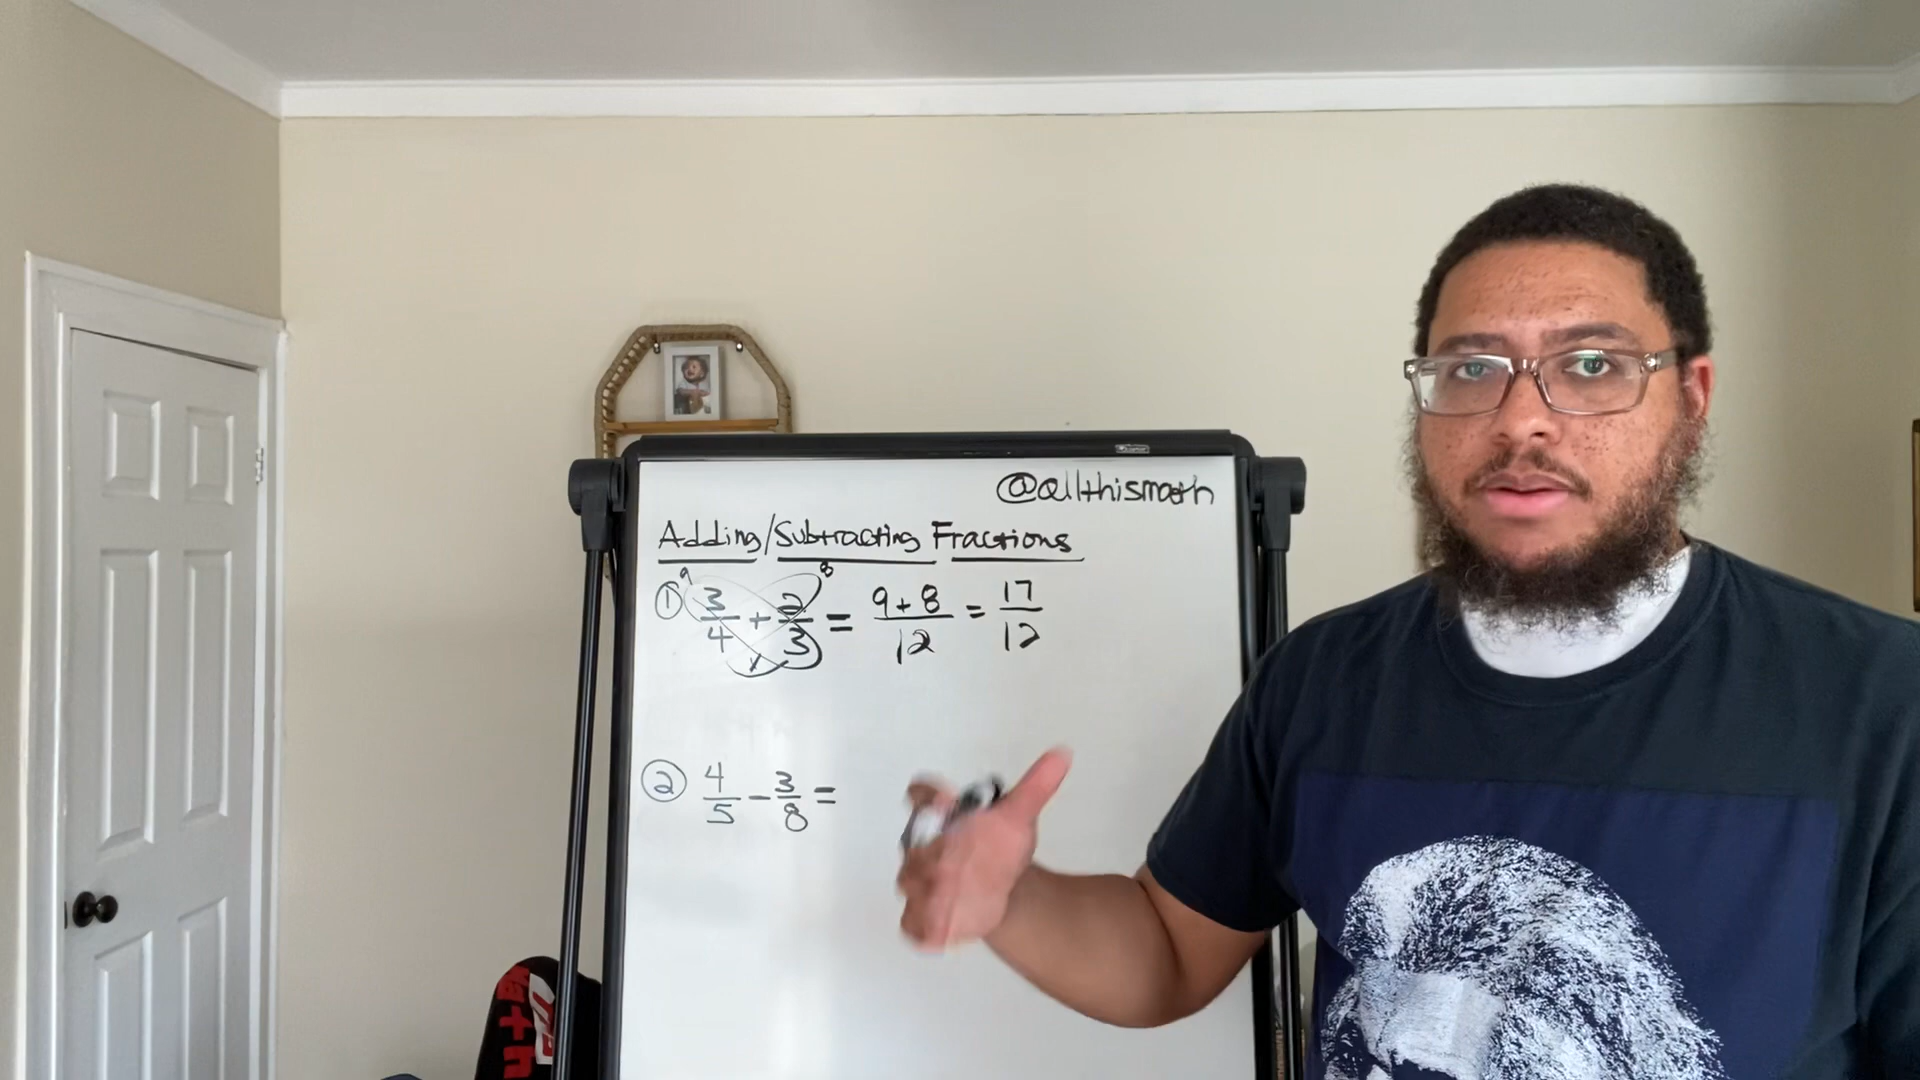 @allthismath
Adding/Subtracting Fractions
9 8
① 3/4 + 2/3 = 9+8/12 = 17/12
② 4/5 - 3/8 =